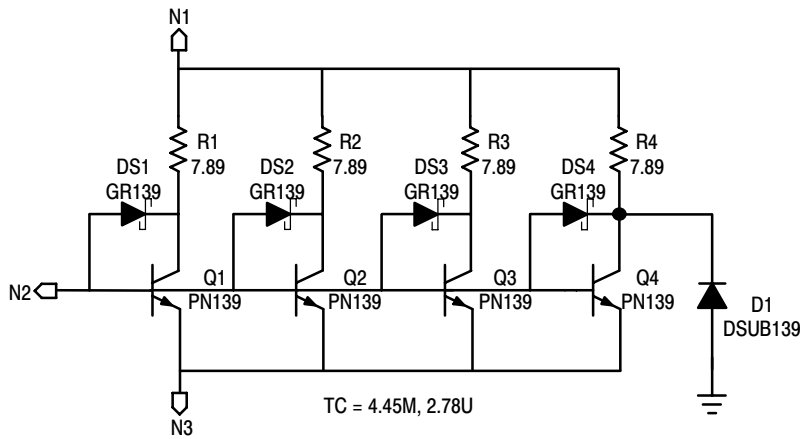 N1
R1
7.89
R2
7.89
R3
7.89
R4
7.89
DS1
GR139
DS2
GR139
DS3
GR139
DS4
GR139
N2
Q1
PN139
Q2
PN139
Q3
PN139
Q4
PN139
D1
DSUB139
N3
TC = 4.45M, 2.78U